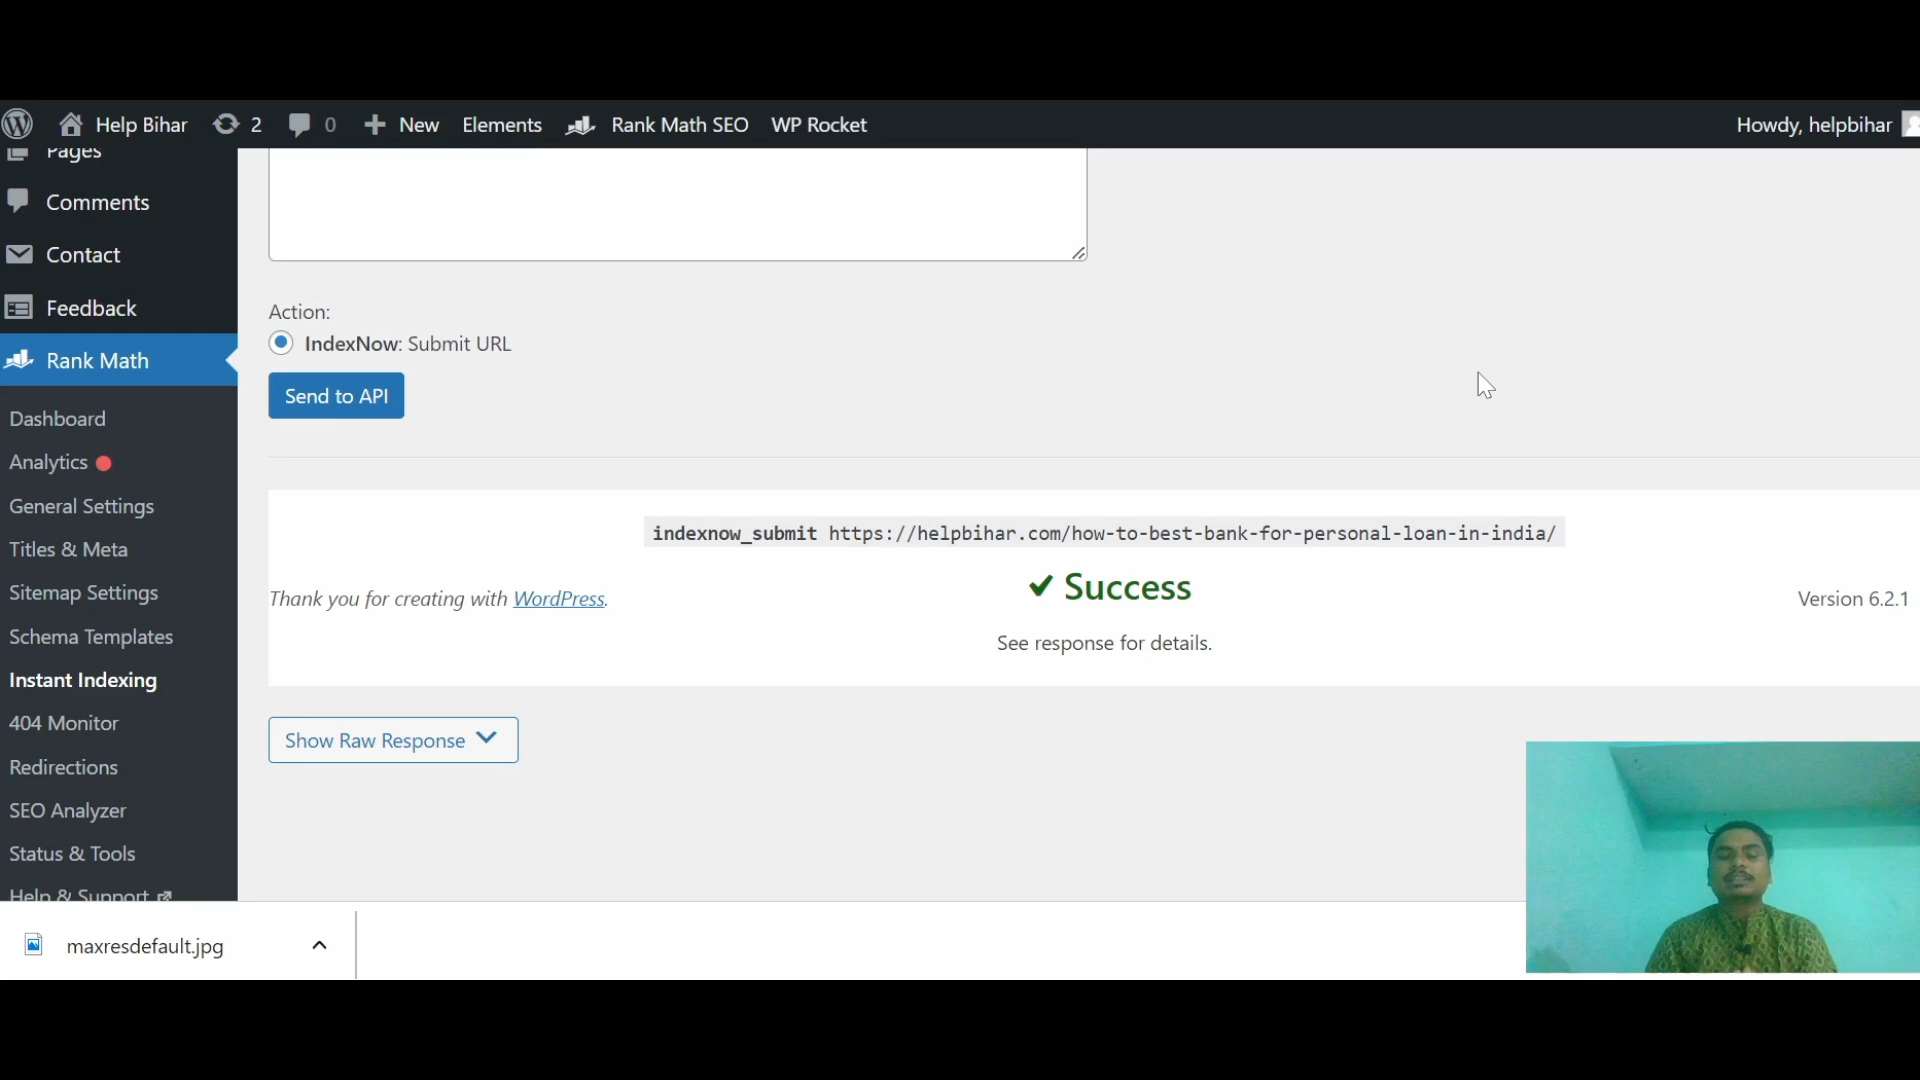 Help Bihar 2 0 New Elements Rank Math SEO WP Rocket Howdy, helpbihar
Pages
Comments
Contact
Feedback
Rank Math
Dashboard
Analytics
General Settings
Titles & Meta
Sitemap Settings
Schema Templates
Instant Indexing
404 Monitor
Redirections
SEO Analyzer
Status & Tools
Help & Support
Action:
IndexNow: Submit URL
Send to API
indexnow_submit https://helpbihar.com/how-to-best-bank-for-personal-loan-in-india/
✔ Success
Thank you for creating with WordPress.
Version 6.2.1
See response for details.
Show Raw Response
maxresdefault.jpg